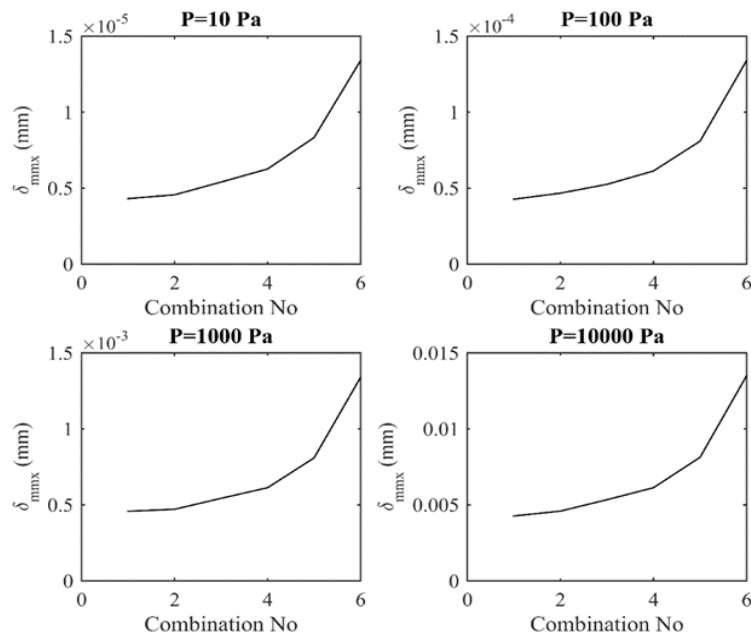 P=10 Pa
×10⁻⁵
1.5
1
0.5
0
δmmx (mm)
0 2 4 6
Combination No
P=100 Pa
×10⁻⁴
1.5
1
0.5
0
δmmx (mm)
0 2 4 6
Combination No
P=1000 Pa
×10⁻³
1.5
1
0.5
0
δmmx (mm)
0 2 4 6
Combination No
P=10000 Pa
0.015
0.01
0.005
0
δmmx (mm)
0 2 4 6
Combination No